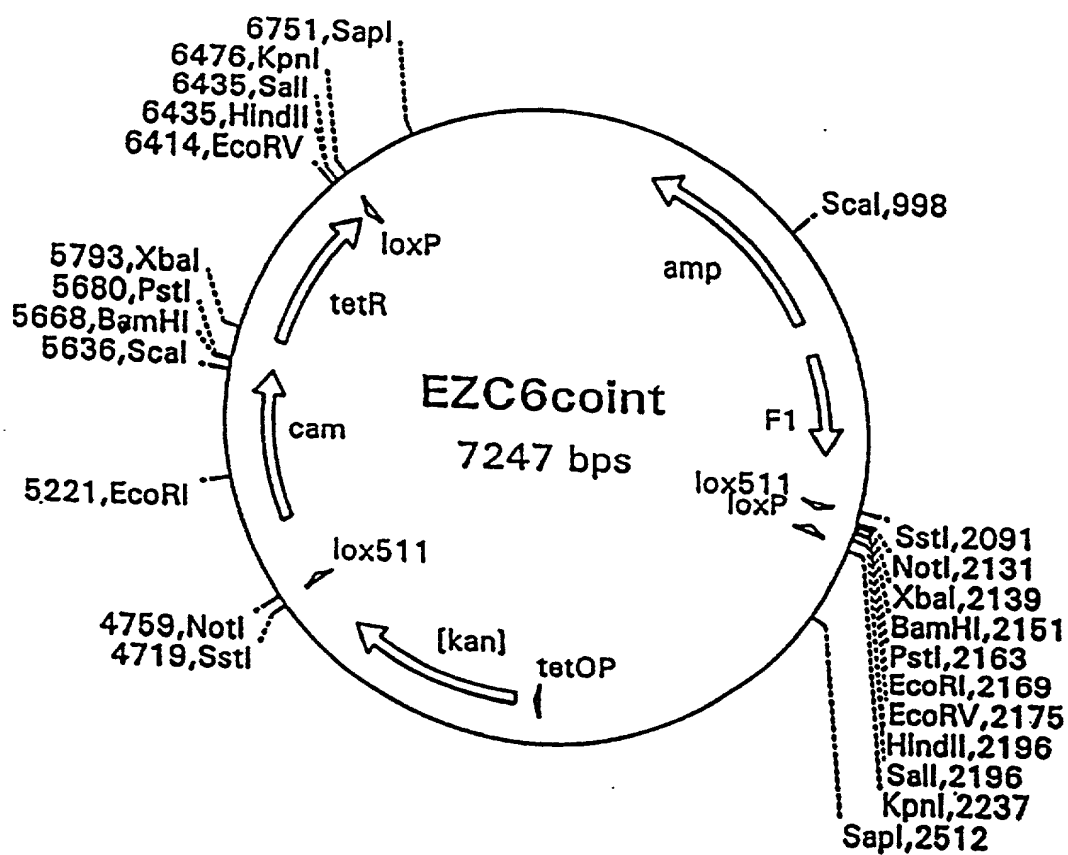 6751,SapI
6476,KpnI
6435,SalI
6435,HindII
6414,EcoRV
ScaI,998
loxP
amp
5793,XbaI
5680,PstI
5668,BamHI
5636,ScaI
tetR
EZC6coint
7247 bps
F1
cam
5221,EcoRI
lox511
loxP
SstI,2091
NotI,2131
XbaI,2139
BamHI,2151
PstI,2163
EcoRI,2169
EcoRV,2175
HindII,2196
SalI,2196
KpnI,2237
SapI,2512
lox511
4759,NotI
4719,SstI
[kan]
tetOP